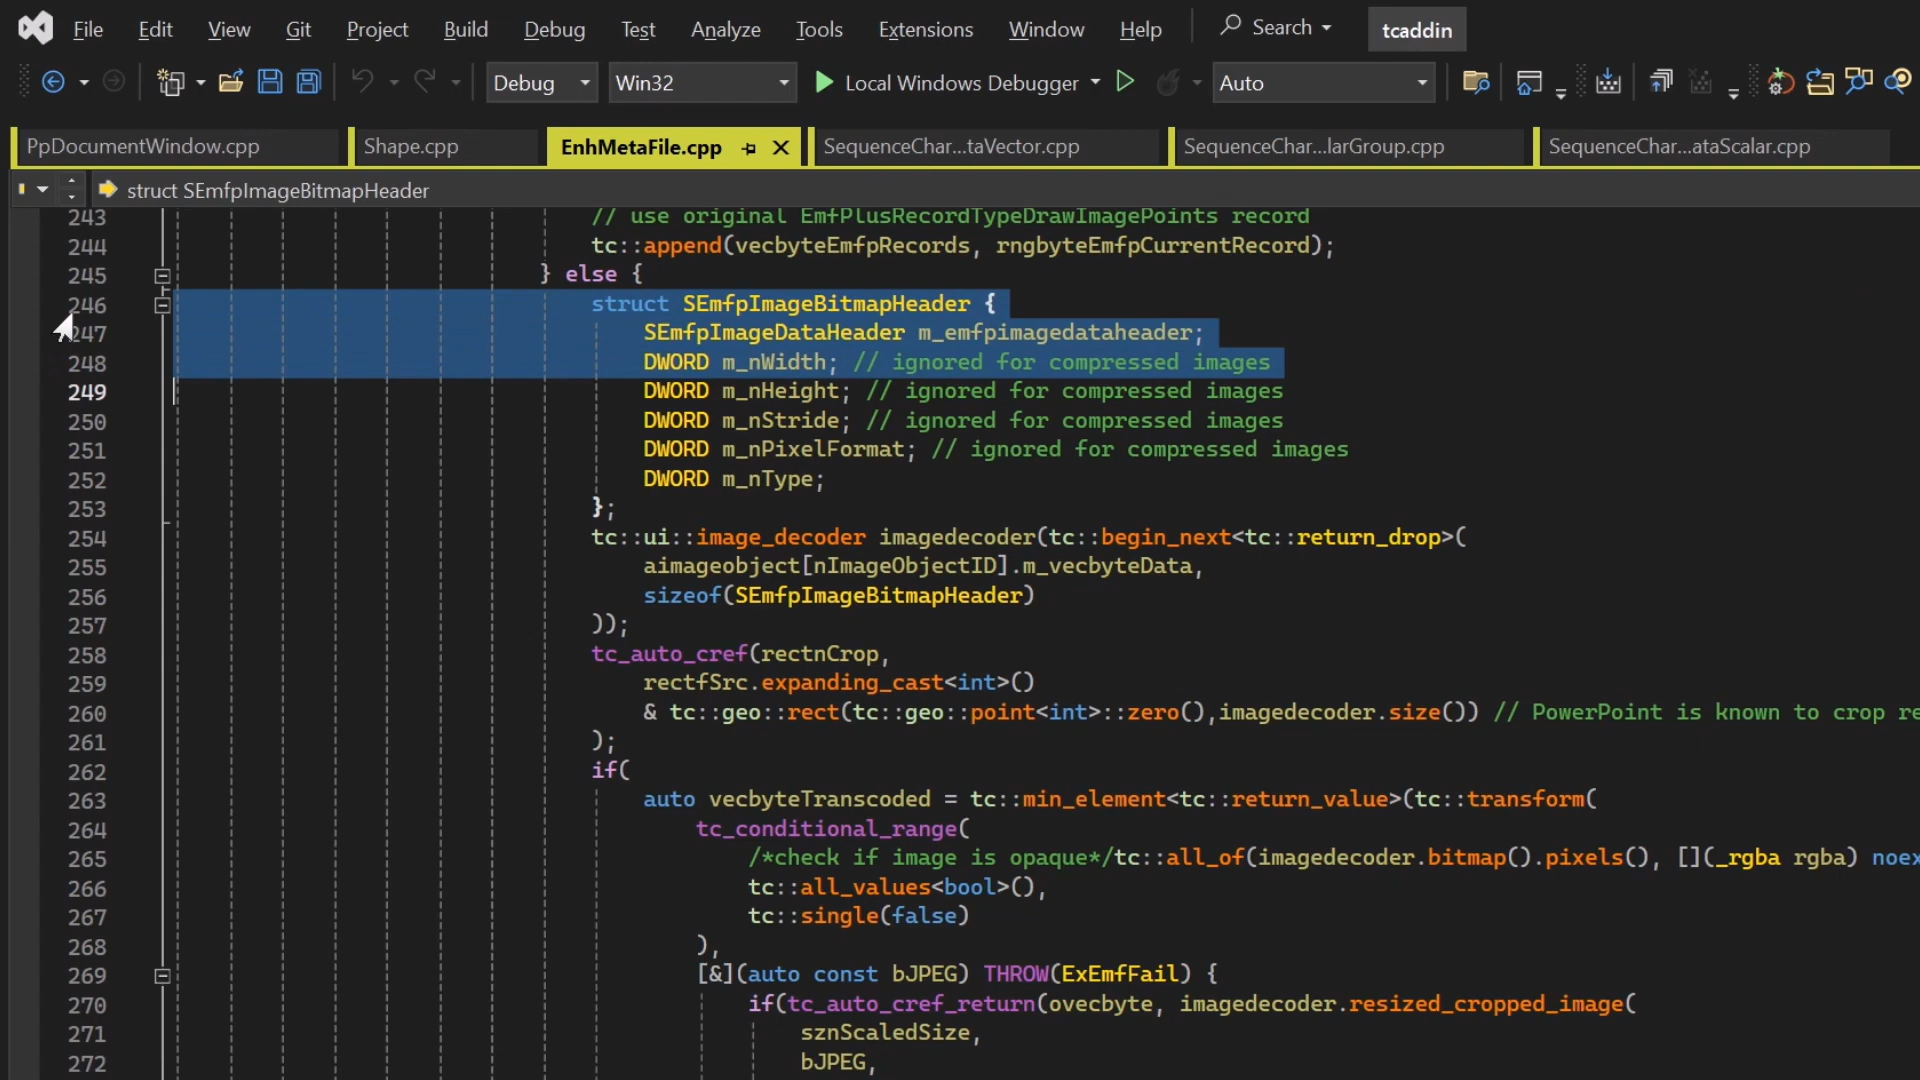 File Edit View Git Project Build Debug Test Analyze Tools Extensions Window Help Search tcaddin
Debug Win32 Local Windows Debugger Auto
PpDocumentWindow.cpp Shape.cpp EnhMetaFile.cpp SequenceChar...taVector.cpp SequenceChar...larGroup.cpp SequenceChar...ataScalar.cpp
struct SEmfpImageBitmapHeader
243 // use original EmfPlusRecordTypeDrawImagePoints record
244 tc::append(vecbyteEmfpRecords, rngbyteEmfpCurrentRecord);
245 } else {
246 struct SEmfpImageBitmapHeader {
247 SEmfpImageDataHeader m_emfpimagedataheader;
248 DWORD m_nWidth; // ignored for compressed images
249 DWORD m_nHeight; // ignored for compressed images
250 DWORD m_nStride; // ignored for compressed images
251 DWORD m_nPixelFormat; // ignored for compressed images
252 DWORD m_nType;
253 };
254 tc::ui::image_decoder imagedecoder(tc::begin_next<tc::return_drop>(
255 aimageobject[nImageObjectID].m_vecbyteData,
256 sizeof(SEmfpImageBitmapHeader)
257 ));
258 tc_auto_cref(rectnCrop,
259 rectfSrc.expanding_cast<int>()
260 & tc::geo::rect(tc::geo::point<int>::zero(),imagedecoder.size()) // PowerPoint is known to crop re
261 );
262 if(
263 auto vecbyteTranscoded = tc::min_element<tc::return_value>(tc::transform(
264 tc_conditional_range(
265 /*check if image is opaque*/tc::all_of(imagedecoder.bitmap().pixels(), [](_rgba rgba) noex
266 tc::all_values<bool>(),
267 tc::single(false)
268 ),
269 [&](auto const bJPEG) THROW(ExEmfFail) {
270 if(tc_auto_cref_return(ovecbyte, imagedecoder.resized_cropped_image(
271 sznScaledSize,
272 bJPEG,